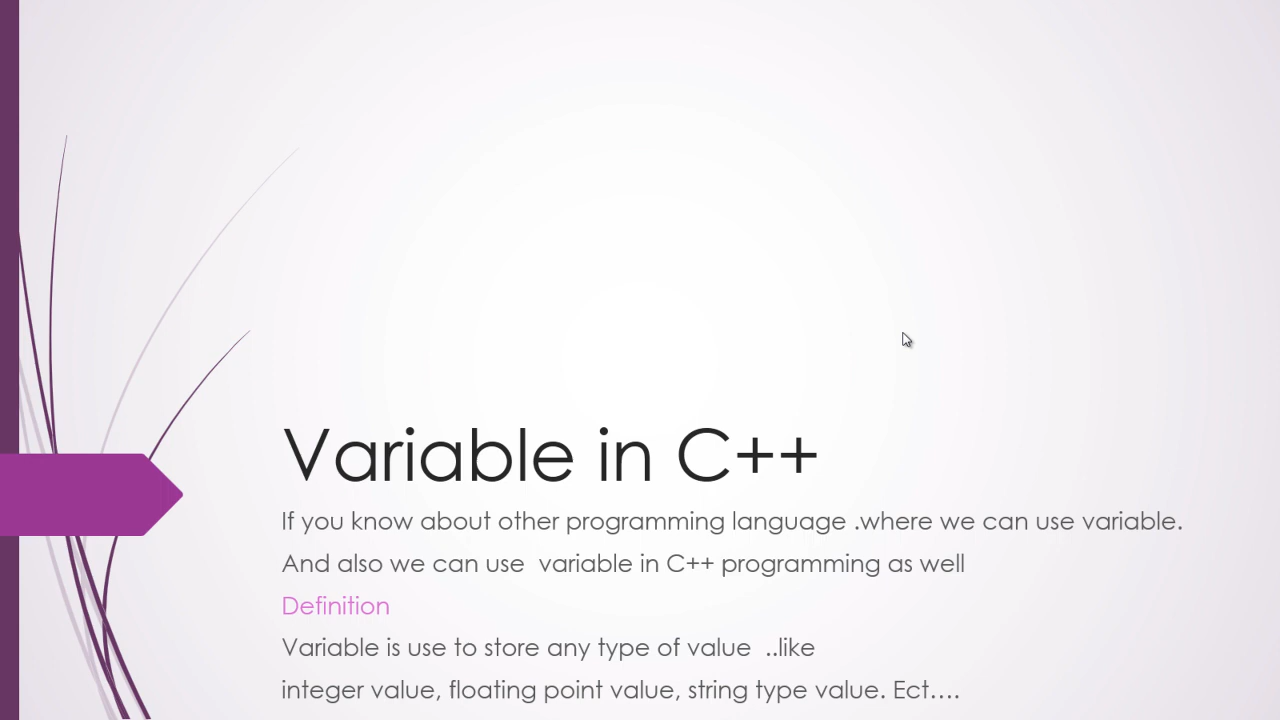 Variable in C++
If you know about other programming language .where we can use variable.
And also we can use  variable in C++ programming as well
Definition
Variable is use to store any type of value  ..like
integer value, floating point value, string type value. Ect....